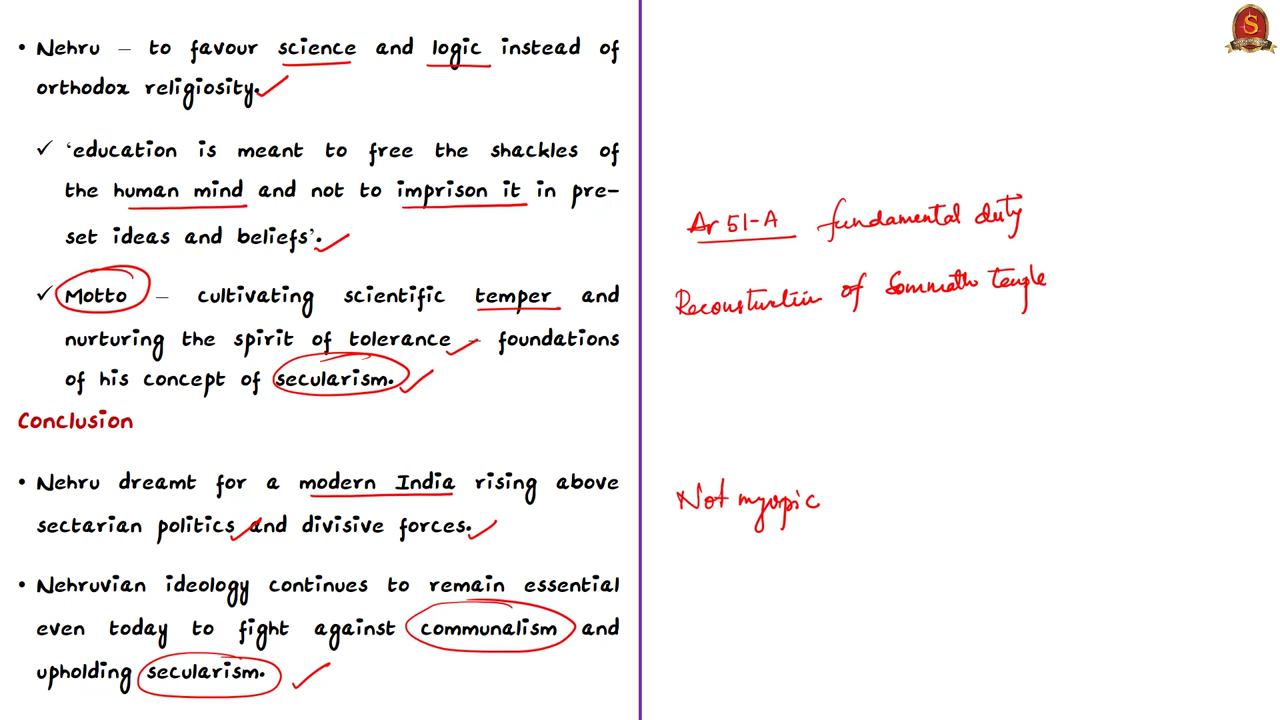 • Nehru – to favour science and logic instead of
orthodox religiosity.
✓ 'education is meant to free the shackles of
the human mind and not to imprison it in pre-
set ideas and beliefs'.
✓ Motto – cultivating scientific temper and
nurturing the spirit of tolerance – foundations
of his concept of secularism.
Conclusion
• Nehru dreamt for a modern India rising above
sectarian politics and divisive forces.
• Nehruvian ideology continues to remain essential
even today to fight against communalism and
upholding secularism.
S
Ar 51-A fundamental duty
of
Not myopic